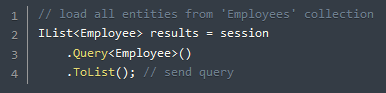 1 // load all entities from 'Employees' collection
2 IList<Employee> results = session
3     .Query<Employee>()
4     .ToList(); // send query